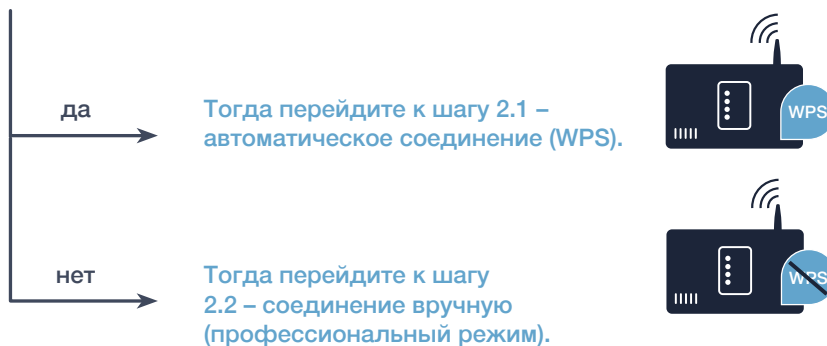 да
Тогда перейдите к шагу 2.1 –
автоматическое соединение (WPS).
WPS
нет
Тогда перейдите к шагу
2.2 – соединение вручную
(профессиональный режим).
WPS